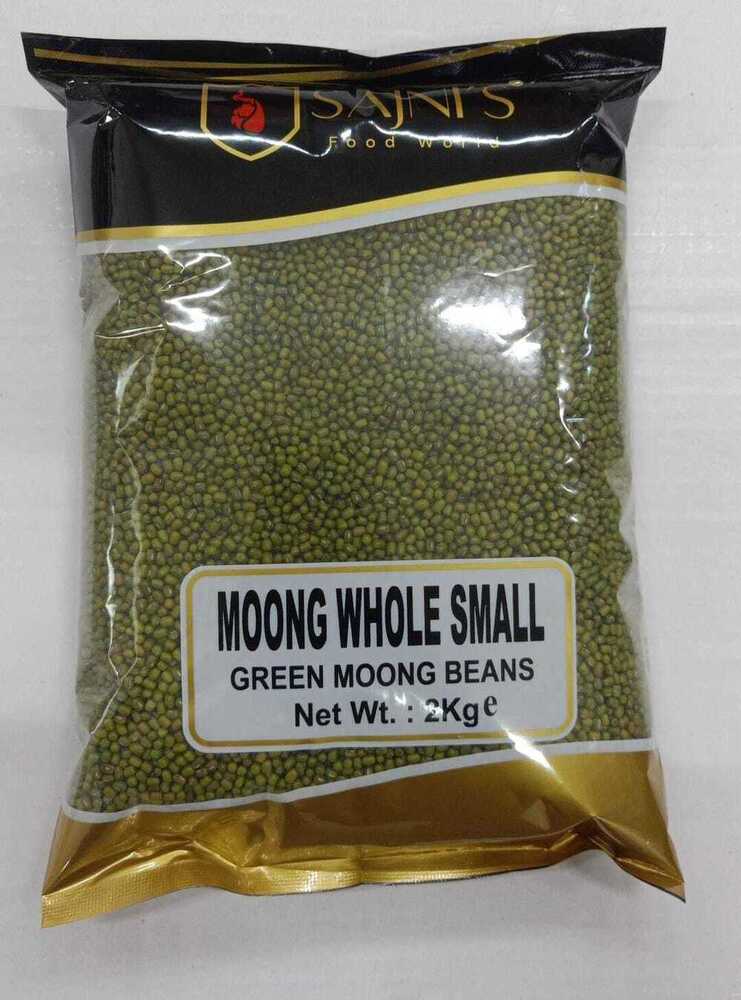 SAJNI'S
Food World
MOONG WHOLE SMALL
GREEN MOONG BEANS
Net Wt. : 2Kg e